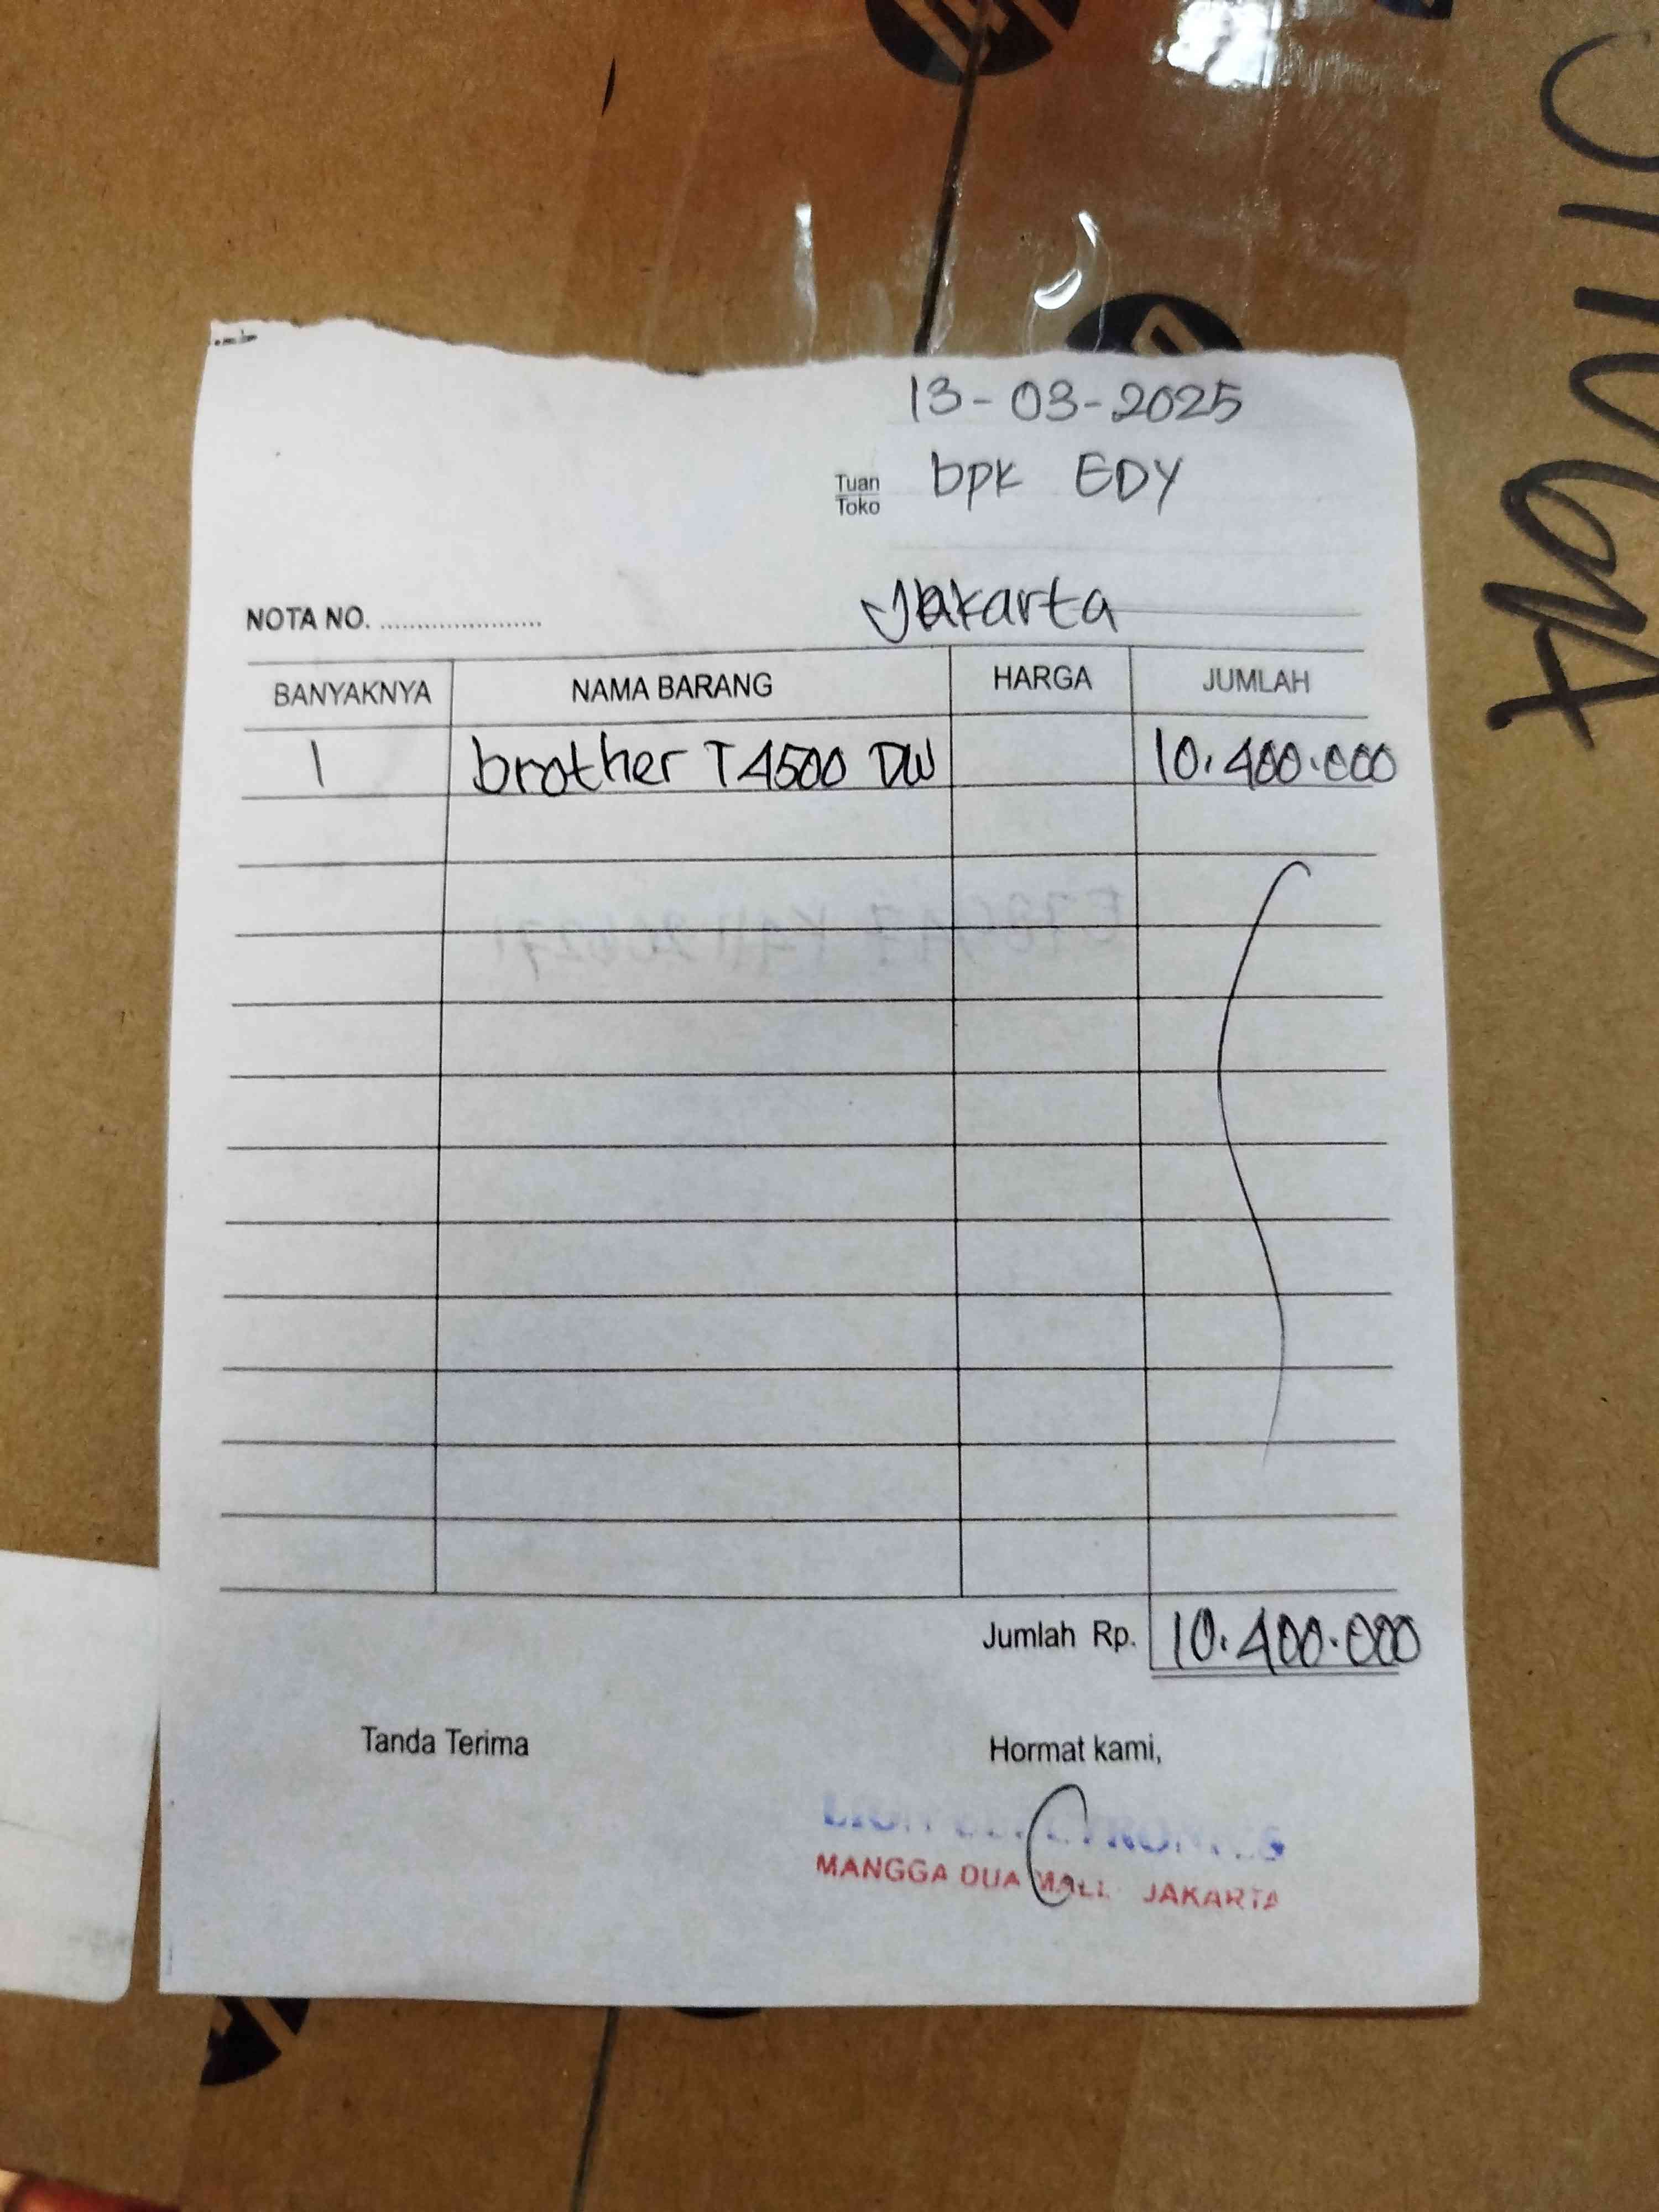 13-03-2025
Tuan
Toko
bpk EDY
NOTA NO. ......................
Jakarta
BANYAKNYA NAMA BARANG HARGA JUMLAH
1 brother T4500 DW 10.400.000
Jumlah Rp. 10.400.000
Tanda Terima Hormat kami,
MANGGA DUA MALL JAKARTA